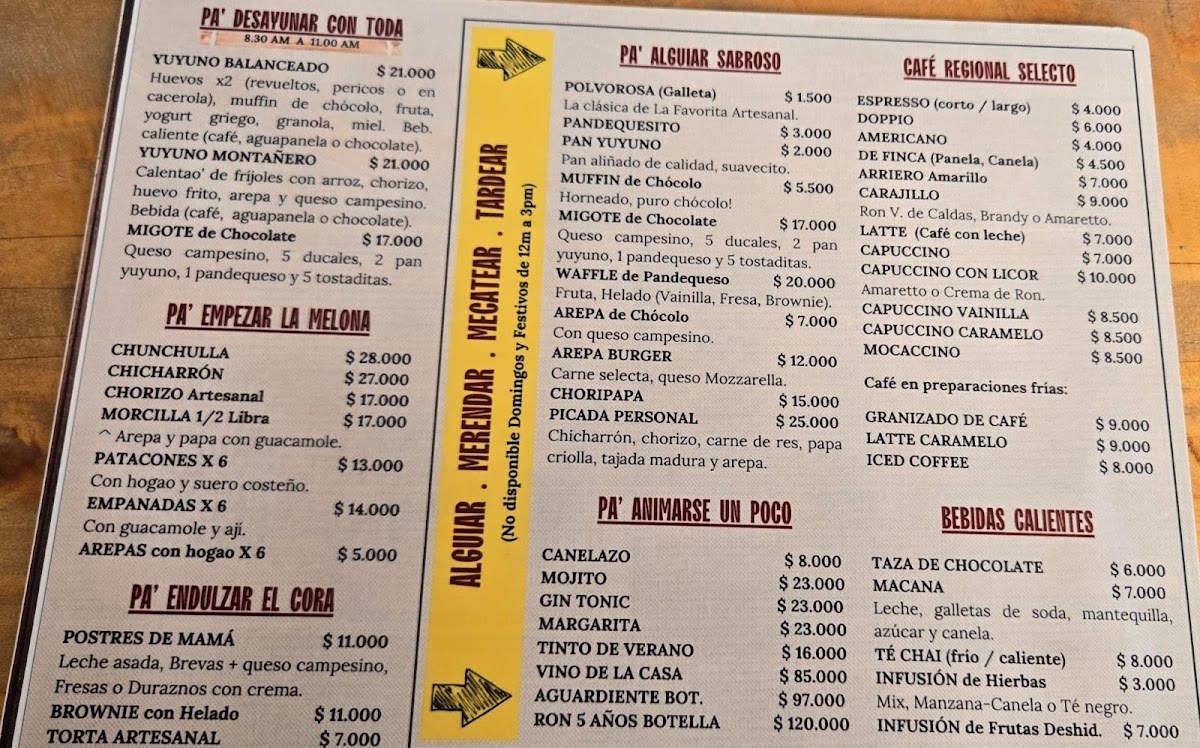 PA' DESAYUNAR CON TODA
8.30 AM A 11.00 AM
YUYUNO BALANCEADO $ 21.000
Huevos x2 (revueltos, pericos o en
cacerola), muffin de chócolo, fruta,
yogurt griego, granola, miel. Beb.
caliente (café, aguapanela o chocolate).
YUYUNO MONTAÑERO $ 21.000
Calentao' de fríjoles con arroz, chorizo,
huevo frito, arepa y queso campesino.
Bebida (café, aguapanela o chocolate).
MIGOTE de Chocolate $ 17.000
Queso campesino, 5 ducales, 2 pan
yuyuno, 1 pandequeso y 5 tostaditas.
PA' EMPEZAR LA MELONA
CHUNCHULLA $ 28.000
CHICHARRÓN $ 27.000
CHORIZO Artesanal $ 17.000
MORCILLA 1/2 Libra $ 17.000
^ Arepa y papa con guacamole.
PATACONES X 6 $ 13.000
Con hogao y suero costeño.
EMPANADAS X 6 $ 14.000
Con guacamole y ají.
AREPAS con hogao X 6 $ 5.000
PA' ENDULZAR EL CORA
POSTRES DE MAMÁ $ 11.000
Leche asada, Brevas + queso campesino,
Fresas o Duraznos con crema.
BROWNIE con Helado $ 11.000
TORTA ARTESANAL $ 7.000
ALGUIAR . MERENDAR . MECATEAR . TARDEAR
(No disponible Domingos y Festivos de 12m a 3pm)
PA' ALGUIAR SABROSO
POLVOROSA (Galleta) $ 1.500
La clásica de La Favorita Artesanal.
PANDEQUESITO $ 3.000
PAN YUYUNO $ 2.000
Pan aliñado de calidad, suavecito.
MUFFIN de Chócolo $ 5.500
Horneado, puro chócolo!
MIGOTE de Chocolate $ 17.000
Queso campesino, 5 ducales, 2 pan
yuyuno, 1 pandequeso y 5 tostaditas.
WAFFLE de Pandequeso $ 20.000
Fruta, Helado (Vainilla, Fresa, Brownie).
AREPA de Chócolo $ 7.000
Con queso campesino.
AREPA BURGER $ 12.000
Carne selecta, queso Mozzarella.
CHORIPAPA $ 15.000
PICADA PERSONAL $ 25.000
Chicharrón, chorizo, carne de res, papa
criolla, tajada madura y arepa.
PA' ANIMARSE UN POCO
CANELAZO $ 8.000
MOJITO $ 23.000
GIN TONIC $ 23.000
MARGARITA $ 23.000
TINTO DE VERANO $ 16.000
VINO DE LA CASA $ 85.000
AGUARDIENTE BOT. $ 97.000
RON 5 AÑOS BOTELLA $ 120.000
CAFÉ REGIONAL SELECTO
ESPRESSO (corto / largo) $ 4.000
DOPPIO $ 6.000
AMERICANO $ 4.000
DE FINCA (Panela, Canela) $ 4.500
ARRIERO Amarillo $ 7.000
CARAJILLO $ 9.000
Ron V. de Caldas, Brandy o Amaretto.
LATTE (Café con leche) $ 7.000
CAPUCCINO $ 7.000
CAPUCCINO CON LICOR $ 10.000
Amaretto o Crema de Ron.
CAPUCCINO VAINILLA $ 8.500
CAPUCCINO CARAMELO $ 8.500
MOCACCINO $ 8.500
Café en preparaciones frías:
GRANIZADO DE CAFÉ $ 9.000
LATTE CARAMELO $ 9.000
ICED COFFEE $ 8.000
BEBIDAS CALIENTES
TAZA DE CHOCOLATE $ 6.000
MACANA $ 7.000
Leche, galletas de soda, mantequilla,
azúcar y canela.
TÉ CHAI (frío / caliente) $ 8.000
INFUSIÓN de Hierbas $ 3.000
Mix, Manzana-Canela o Té negro.
INFUSIÓN de Frutas Deshid. $ 7.000